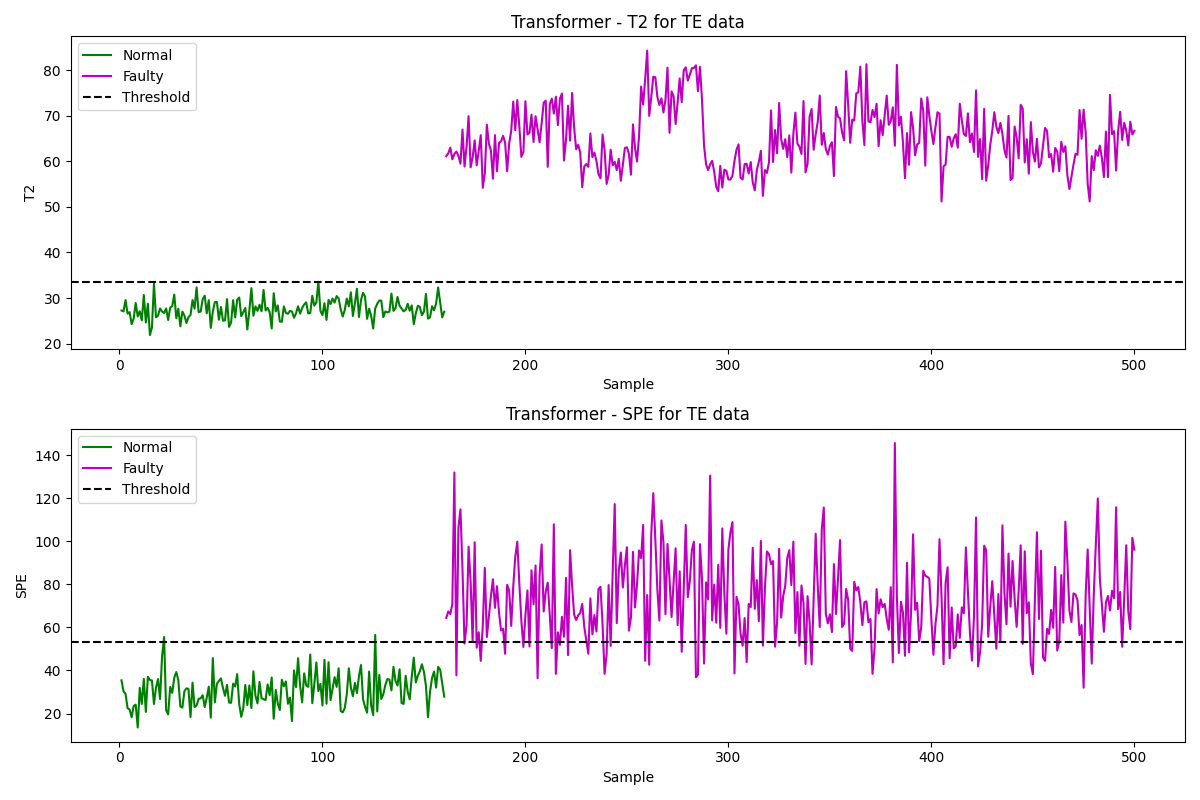 Transformer - T2 for TE data
Normal
Faulty
Threshold
80
70
60
50
40
30
20
T2
0 100 200 300 400 500
Sample
Transformer - SPE for TE data
Normal
Faulty
Threshold
140
120
100
80
60
40
20
SPE
0 100 200 300 400 500
Sample